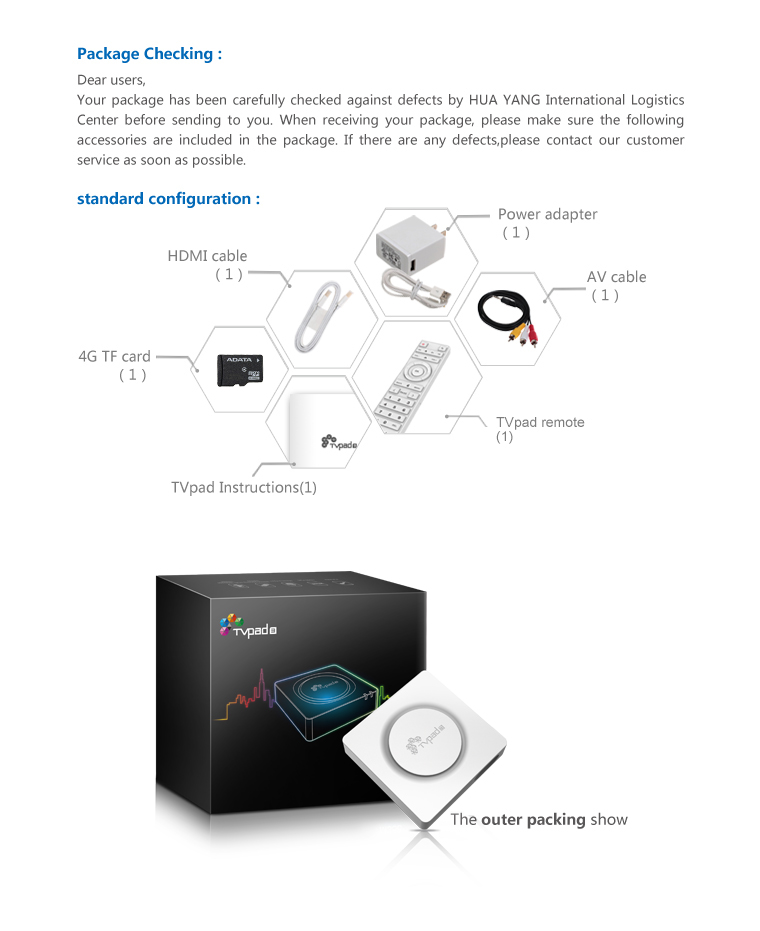 Package Checking :
Dear users,
Your package has been carefully checked against defects by HUA YANG International Logistics
Center before sending to you. When receiving your package, please make sure the following
accessories are included in the package. If there are any defects,please contact our customer
service as soon as possible.
standard configuration :
Power adapter
( 1 )
HDMI cable
( 1 )
AV cable
( 1 )
4G TF card
( 1 )
ADATA
TVpad remote
(1)
TVpad
TVpad Instructions(1)
TVpad
TVpad
TVpad
The outer packing show